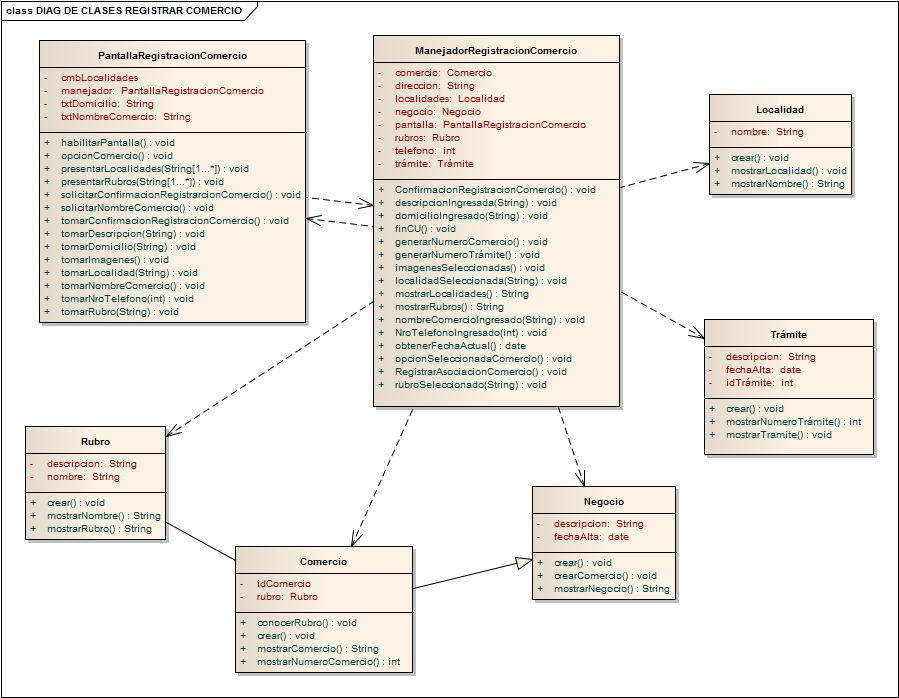 class DIAG DE CLASES REGISTRAR COMERCIO
PantallaRegistracionComercio
- cmbLocalidades
- manejador: PantallaRegistracionComercio
- txtDomicilio: String
- txtNombreComercio: String
+ habilitarPantalla() : void
+ opcionComercio() : void
+ presentarLocalidades(String[1...*]) : void
+ presentarRubros(String[1...*]) : void
+ solicitarConfirmacionRegistrarcionComercio() : void
+ solicitarNombreComercio() : void
+ tomarConfirmacionRegistracionComercio() : void
+ tomarDescripcion(String) : void
+ tomarDomicilio(String) : void
+ tomarImagenes() : void
+ tomarLocalidad(String) : void
+ tomarNombreComercio() : void
+ tomarNroTelefono(int) : void
+ tomarRubro(String) : void
ManejadorRegistracionComercio
- comercio: Comercio
- direccion: String
- localidades: Localidad
- negocio: Negocio
- pantalla: PantallaRegistracionComercio
- rubros: Rubro
- telefono: int
- trámite: Trámite
+ ConfirmacionRegistracionComercio() : void
+ descripcionIngresada(String) : void
+ domicilioIngresado(String) : void
+ finCU() : void
+ generarNumeroComercio() : void
+ generarNumeroTrámite() : void
+ imagenesSeleccionadas() : void
+ localidadSeleccionada(String) : void
+ mostrarLocalidades() : String
+ mostrarRubros() : String
+ nombreComercioIngresado(String) : void
+ NroTelefonoIngresado(int) : void
+ obtenerFechaActual() : date
+ opcionSeleccionadaComercio() : void
+ RegistrarAsociacionComercio() : void
+ rubroSeleccionado(String) : void
Localidad
- nombre: String
+ crear() : void
+ mostrarLocalidad() : void
+ mostrarNombre() : String
Trámite
- descripcion: String
- fechaAlta: date
- idTrámite: int
+ crear() : void
+ mostrarNumeroTrámite() : int
+ mostrarTramite() : void
Rubro
- descripcion: String
- nombre: String
+ crear() : void
+ mostrarNombre() : String
+ mostrarRubro() : String
Negocio
- descripcion: String
- fechaAlta: date
+ crear() : void
+ crearComercio() : void
+ mostrarNegocio() : String
Comercio
- idComercio
- rubro: Rubro
+ conocerRubro() : void
+ crear() : void
+ mostrarComercio() : String
+ mostrarNumeroComercio() : int